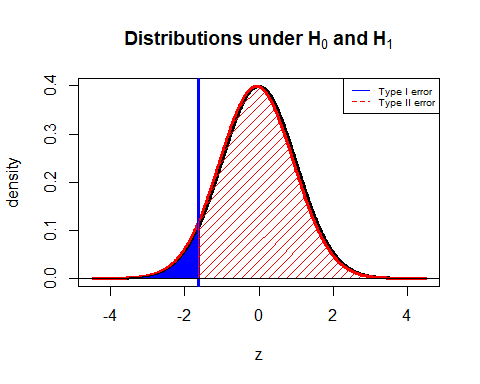 Distributions under H₀ and H₁
Type I error
Type II error
density
0.0 0.1 0.2 0.3 0.4
-4 -2 0 2 4
z